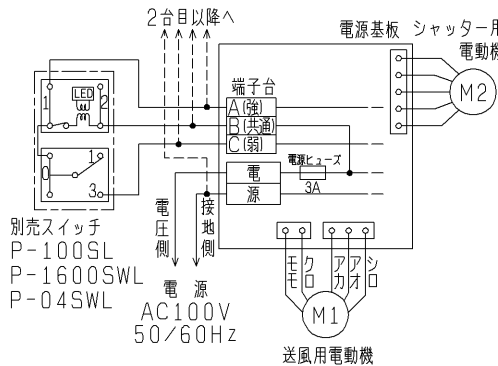 2台目以降へ
電源基板
シャッター用
電動機
端子台
LED
1
2
A(強)
B(共通)
C(弱)
M2
0
1
3
電
源
電源ヒューズ
3A
別売スイッチ
P-100SL
P-1600SWL
P-04SWL
電圧側
接地側
電 源
AC100V
50/60Hz
モモ
クロ
アカ
アオ
シロ
M1
送風用電動機